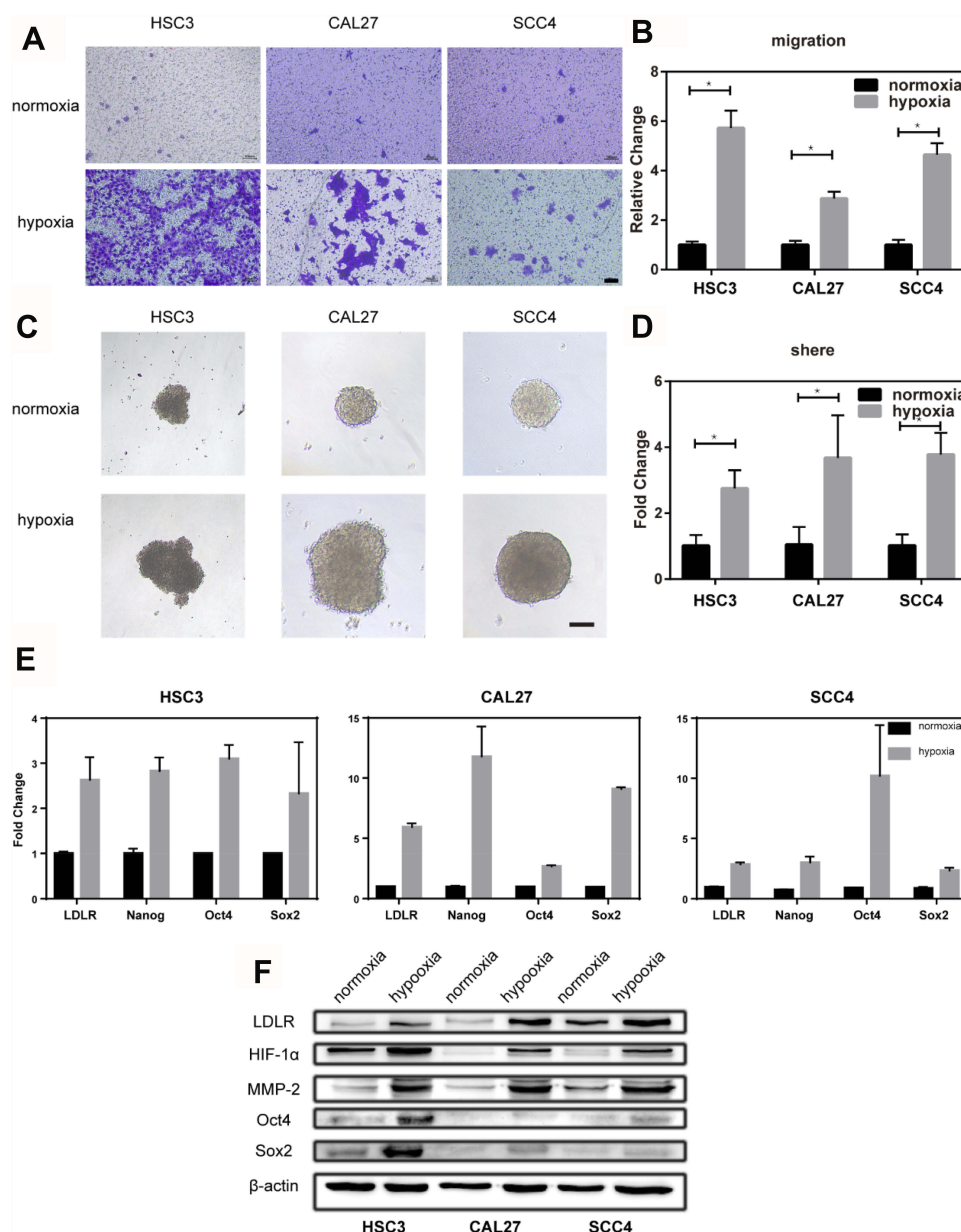 A
HSC3 CAL27 SCC4
normoxia
hypoxia
B
migration
normoxia
hypoxia
Relative Change
8
6
4
2
0
* * *
HSC3 CAL27 SCC4
C
HSC3 CAL27 SCC4
normoxia
hypoxia
D
shere
normoxia
hypoxia
Fold Change
6
4
2
0
* * *
HSC3 CAL27 SCC4
E
HSC3
Fold Change
4
3
2
1
0
LDLR Nanog Oct4 Sox2
CAL27
15
10
5
0
LDLR Nanog Oct4 Sox2
SCC4
normoxia
hypoxia
15
10
5
0
LDLR Nanog Oct4 Sox2
F
normoxia hypooxia normoxia hypooxia normoxia hypooxia
LDLR
HIF-1α
MMP-2
Oct4
Sox2
β-actin
HSC3 CAL27 SCC4